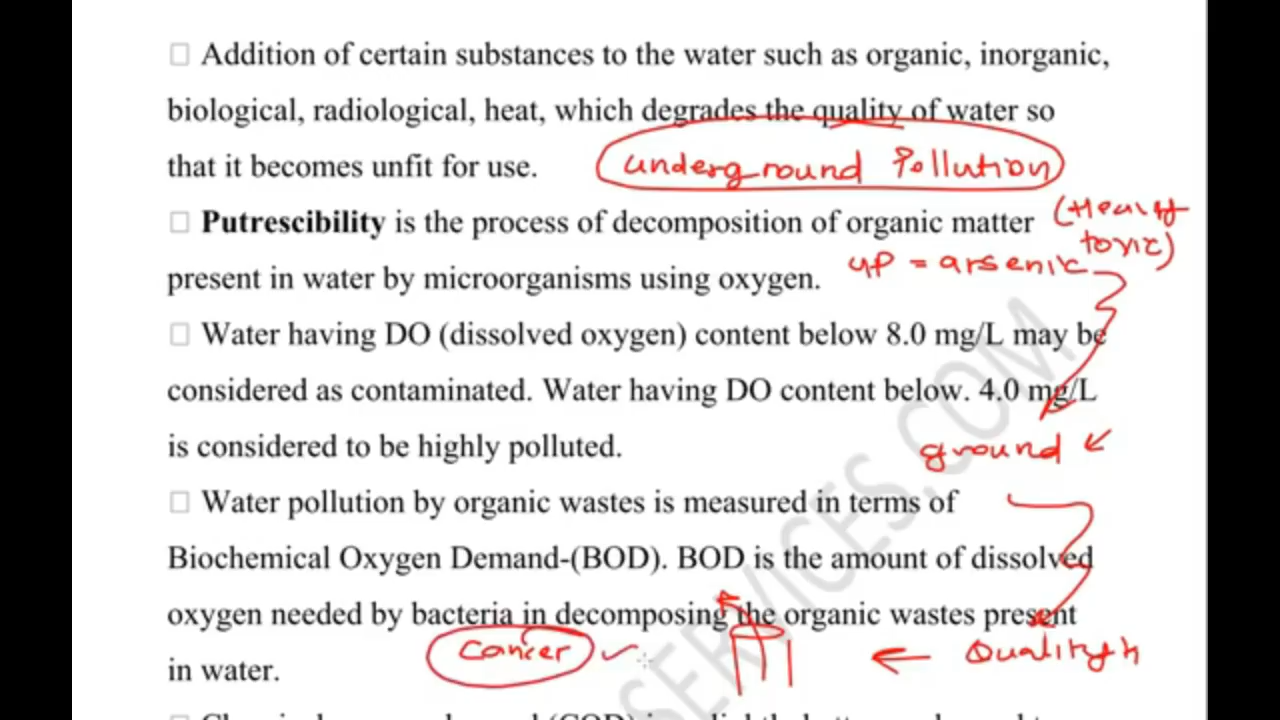 Addition of certain substances to the water such as organic, inorganic,
biological, radiological, heat, which degrades the quality of water so
that it becomes unfit for use.
underground Pollution
Putrescibility is the process of decomposition of organic matter
(Heavy
toxic)
UP = arsenic
present in water by microorganisms using oxygen.
Water having DO (dissolved oxygen) content below 8.0 mg/L may be
considered as contaminated. Water having DO content below. 4.0 mg/L
is considered to be highly polluted.
ground
Water pollution by organic wastes is measured in terms of
Biochemical Oxygen Demand-(BOD). BOD is the amount of dissolved
oxygen needed by bacteria in decomposing the organic wastes present
Cancer
in water.
SERVICES.COM